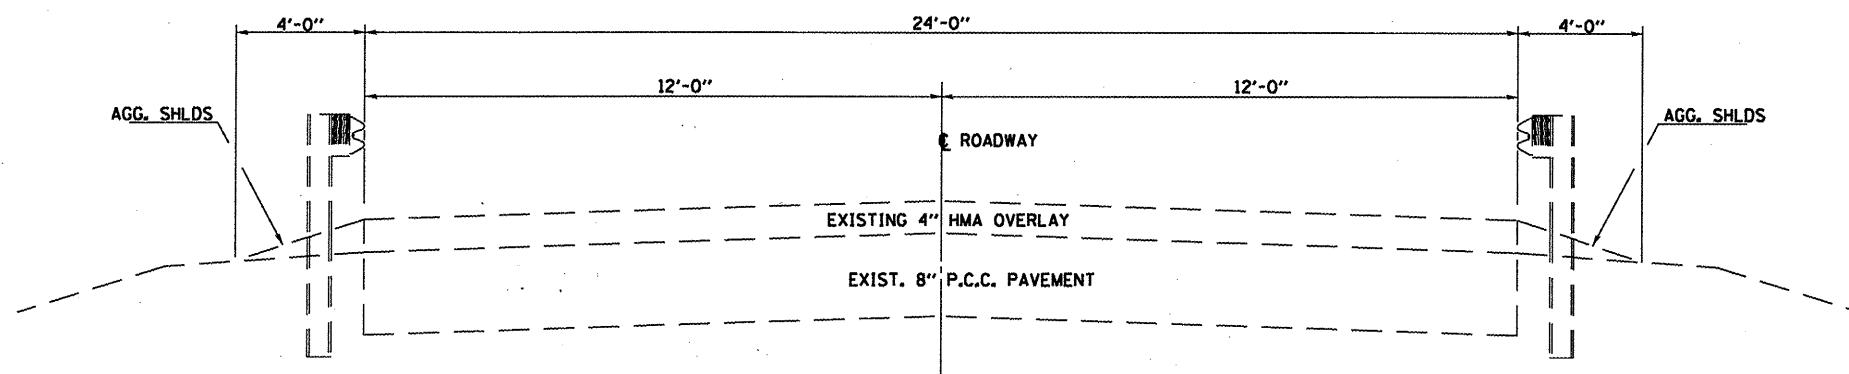 4'-0"
24'-0"
4'-0"
12'-0"
12'-0"
AGG. SHLDS
AGG. SHLDS
℄ ROADWAY
EXISTING 4" HMA OVERLAY
EXIST. 8" P.C.C. PAVEMENT